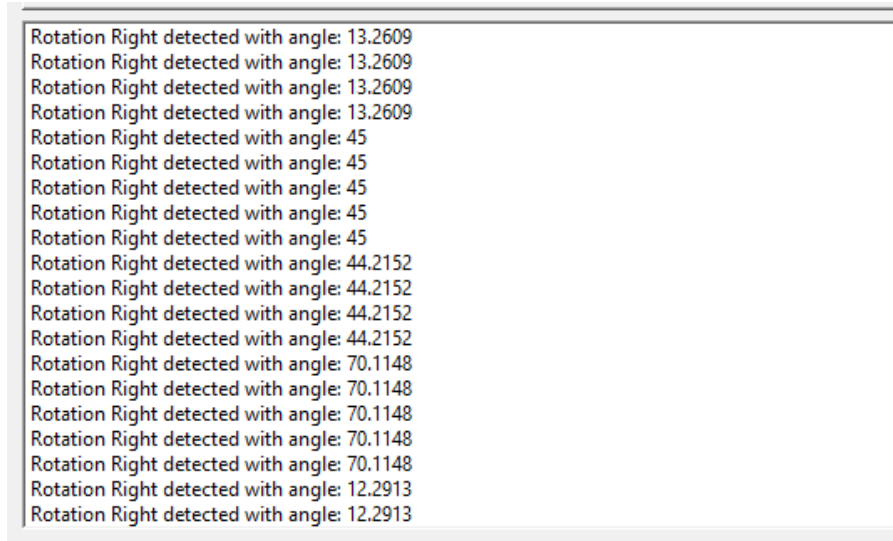 Rotation Right detected with angle: 13.2609
Rotation Right detected with angle: 13.2609
Rotation Right detected with angle: 13.2609
Rotation Right detected with angle: 13.2609
Rotation Right detected with angle: 45
Rotation Right detected with angle: 45
Rotation Right detected with angle: 45
Rotation Right detected with angle: 45
Rotation Right detected with angle: 45
Rotation Right detected with angle: 44.2152
Rotation Right detected with angle: 44.2152
Rotation Right detected with angle: 44.2152
Rotation Right detected with angle: 44.2152
Rotation Right detected with angle: 70.1148
Rotation Right detected with angle: 70.1148
Rotation Right detected with angle: 70.1148
Rotation Right detected with angle: 70.1148
Rotation Right detected with angle: 70.1148
Rotation Right detected with angle: 12.2913
Rotation Right detected with angle: 12.2913